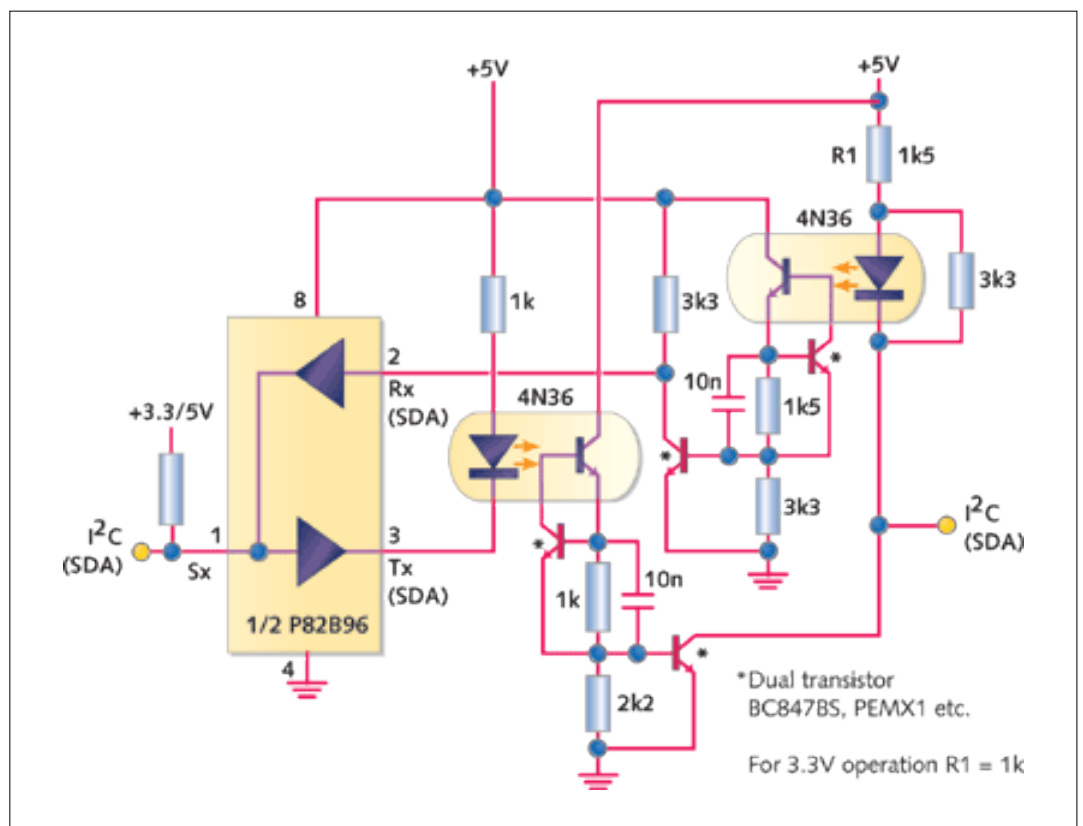 +5V
+5V
R1
1k5
4N36
8
1k
3k3
3k3
2
Rx
(SDA)
10n
1k5
+3.3/5V
4N36
*
*
3k3
I²C
(SDA)
1
Sx
3
Tx
(SDA)
I²C
(SDA)
*
1k
10n
1/2 P82B96
4
*
2k2
*Dual transistor
BC847BS, PEMX1 etc.
For 3.3V operation R1 = 1k